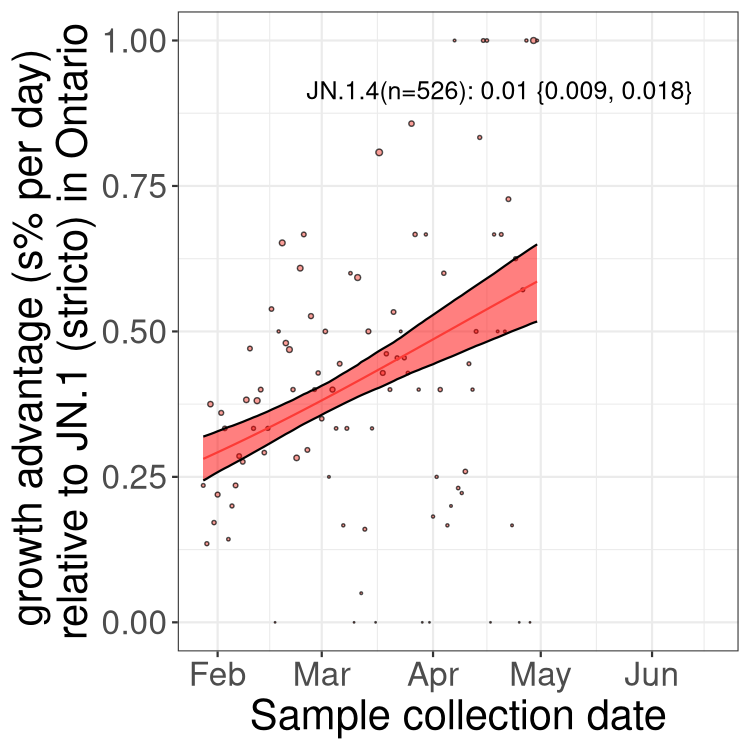 growth advantage (s% per day)
relative to JN.1 (stricto) in Ontario
1.00
0.75
0.50
0.25
0.00
JN.1.4(n=526): 0.01 {0.009, 0.018}
Feb Mar Apr May Jun
Sample collection date